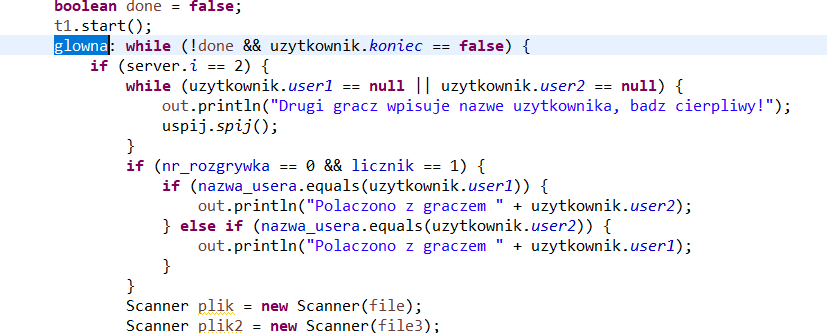 boolean done = false;
t1.start();
glowna: while (!done && uzytkownik.koniec == false) {
if (server.i == 2) {
while (uzytkownik.user1 == null || uzytkownik.user2 == null) {
out.println("Drugi gracz wpisuje nazwe uzytkownika, badz cierpliwy!");
uspij.spij();
}
if (nr_rozgrywka == 0 && licznik == 1) {
if (nazwa_usera.equals(uzytkownik.user1)) {
out.println("Polaczono z graczem " + uzytkownik.user2);
} else if (nazwa_usera.equals(uzytkownik.user2)) {
out.println("Polaczono z graczem " + uzytkownik.user1);
}
}
Scanner plik = new Scanner(file);
Scanner plik2 = new Scanner(file3);